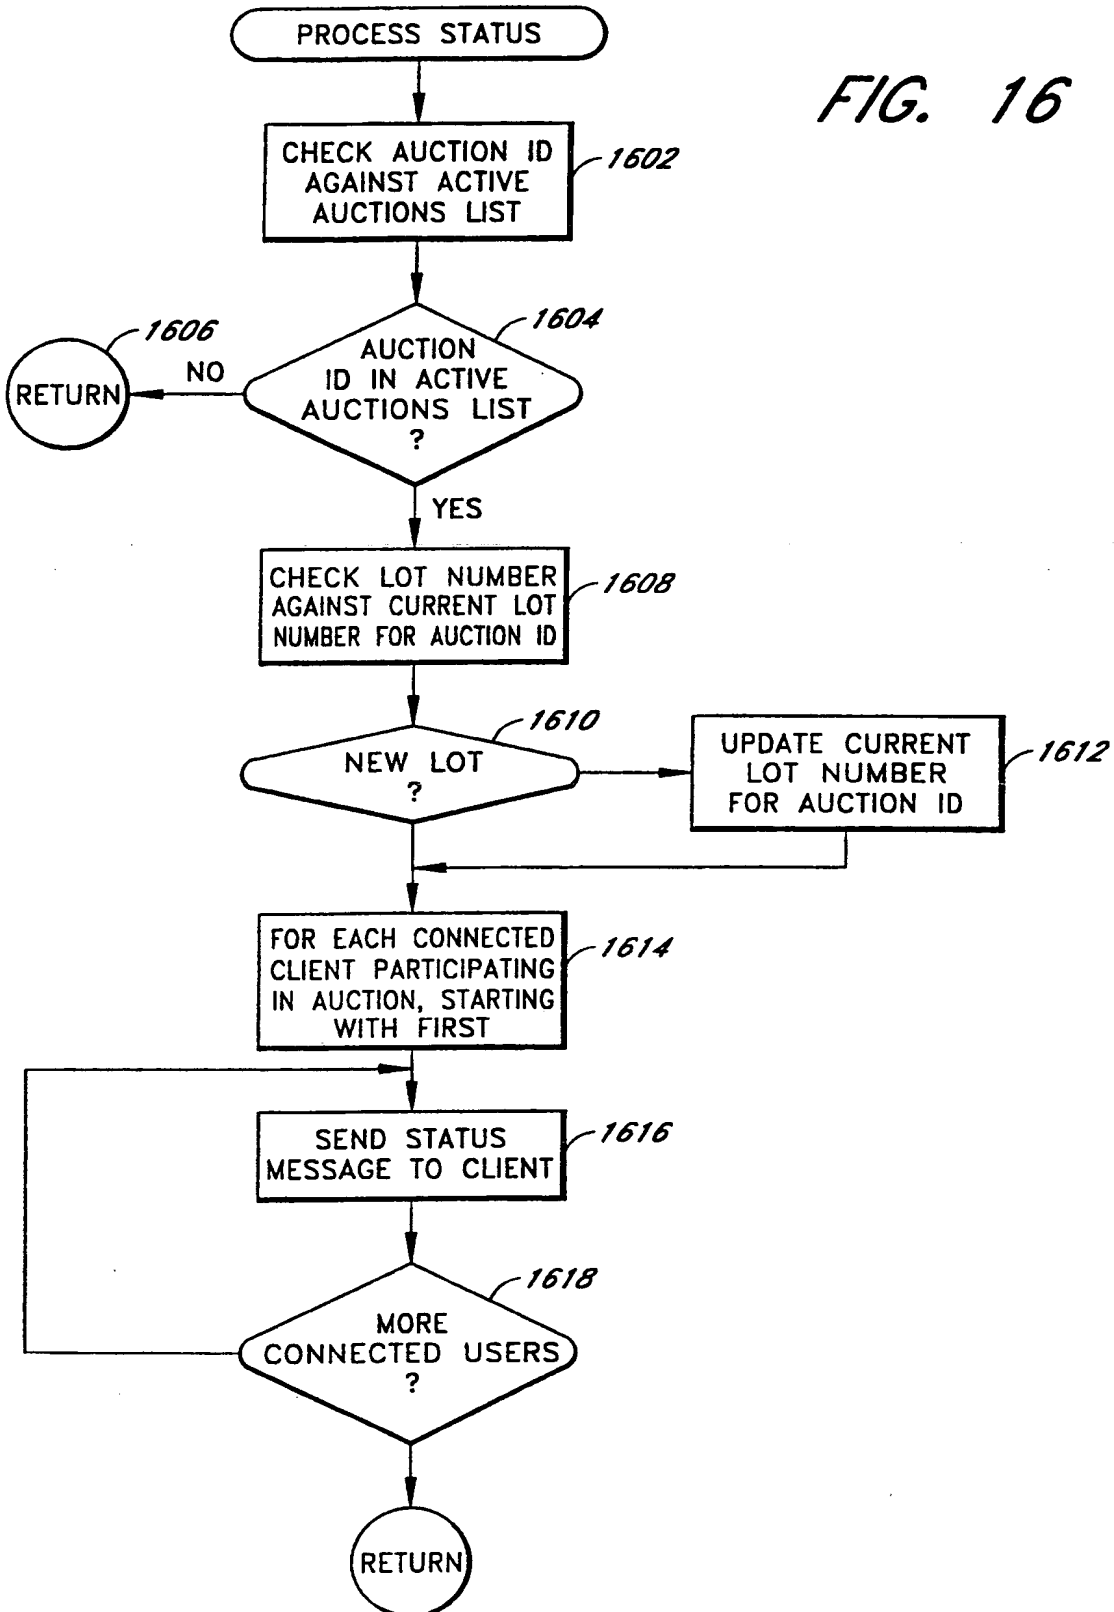 PROCESS STATUS
FIG. 16
CHECK AUCTION ID
AGAINST ACTIVE
AUCTIONS LIST
1602
1604
1606
AUCTION
ID IN ACTIVE
AUCTIONS LIST
?
NO
RETURN
YES
CHECK LOT NUMBER
AGAINST CURRENT LOT
NUMBER FOR AUCTION ID
1608
1610
NEW LOT
?
UPDATE CURRENT
LOT NUMBER
FOR AUCTION ID
1612
FOR EACH CONNECTED
CLIENT PARTICIPATING
IN AUCTION, STARTING
WITH FIRST
1614
SEND STATUS
MESSAGE TO CLIENT
1616
1618
MORE
CONNECTED USERS
?
RETURN